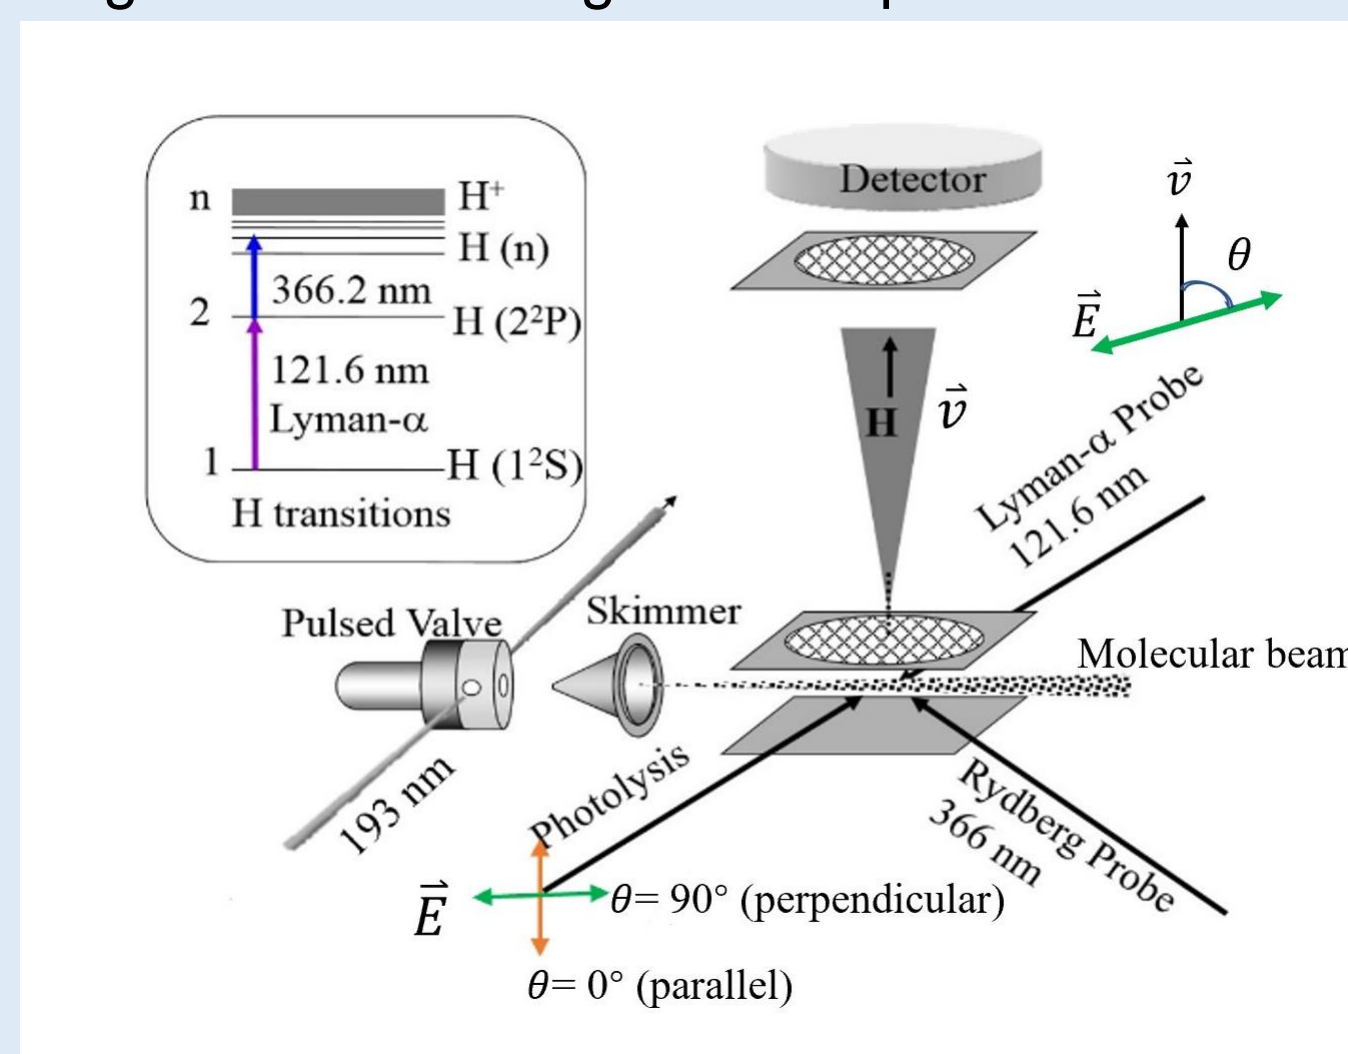 n
H⁺
H (n)
366.2 nm
2
H (2²P)
121.6 nm
Lyman-α
1
H (1²S)
H transitions
Detector
v⃗
θ
E⃗
H
v⃗
Lyman-α Probe
121.6 nm
Pulsed Valve
Skimmer
Molecular beam
193 nm
Photolysis
Rydberg Probe
366 nm
E⃗
θ= 90° (perpendicular)
θ= 0° (parallel)